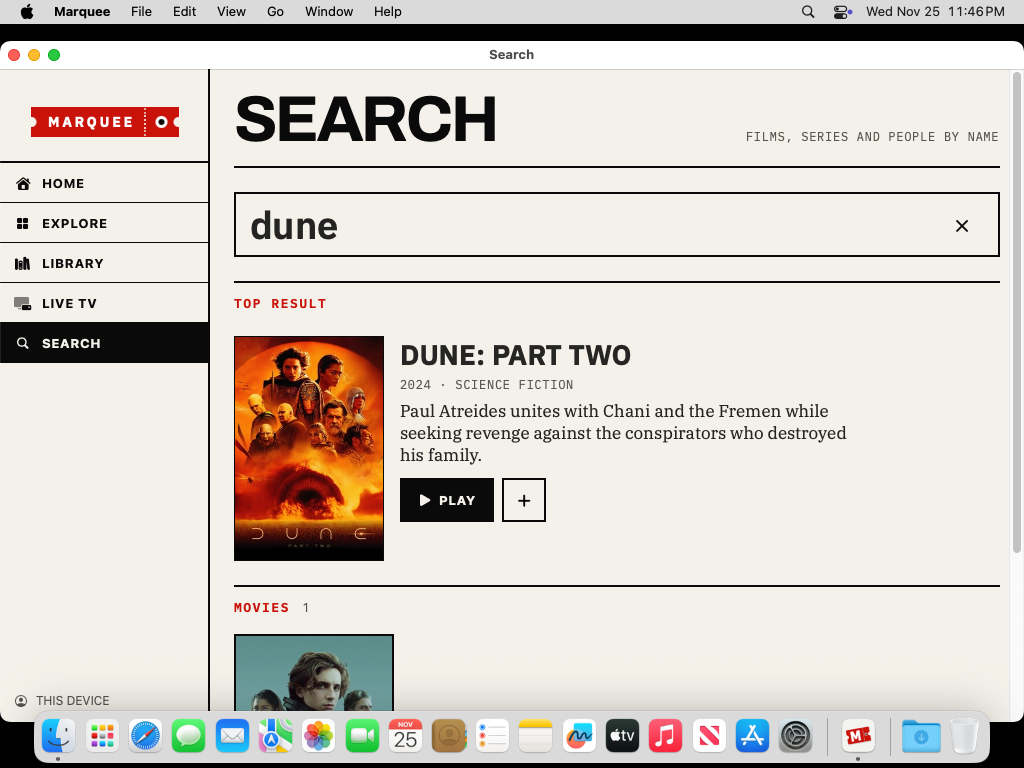 Marquee File Edit View Go Window Help Wed Nov 25 11:46 PM
Search
MARQUEE
HOME
EXPLORE
LIBRARY
LIVE TV
SEARCH
THIS DEVICE
SEARCH
FILMS, SERIES AND PEOPLE BY NAME
dune
TOP RESULT
DUNE
PART TWO
DUNE: PART TWO
2024 · SCIENCE FICTION
Paul Atreides unites with Chani and the Fremen while
seeking revenge against the conspirators who destroyed
his family.
PLAY
MOVIES 1
NOV
25
tv